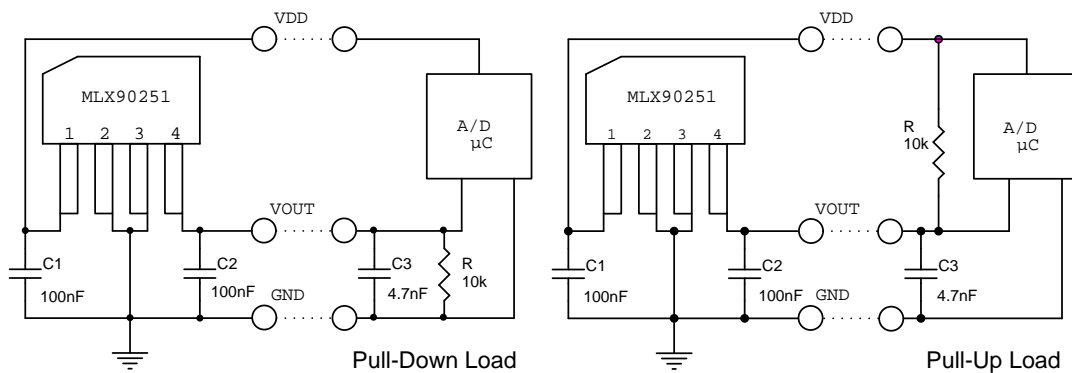 VDD
MLX90251
1 2 3 4
A/D
µC
VOUT
C1
100nF
C2
100nF
C3
4.7nF
R
10k
GND
Pull-Down Load
VDD
MLX90251
1 2 3 4
R
10k
A/D
µC
VOUT
C1
100nF
C2
100nF
C3
4.7nF
GND
Pull-Up Load